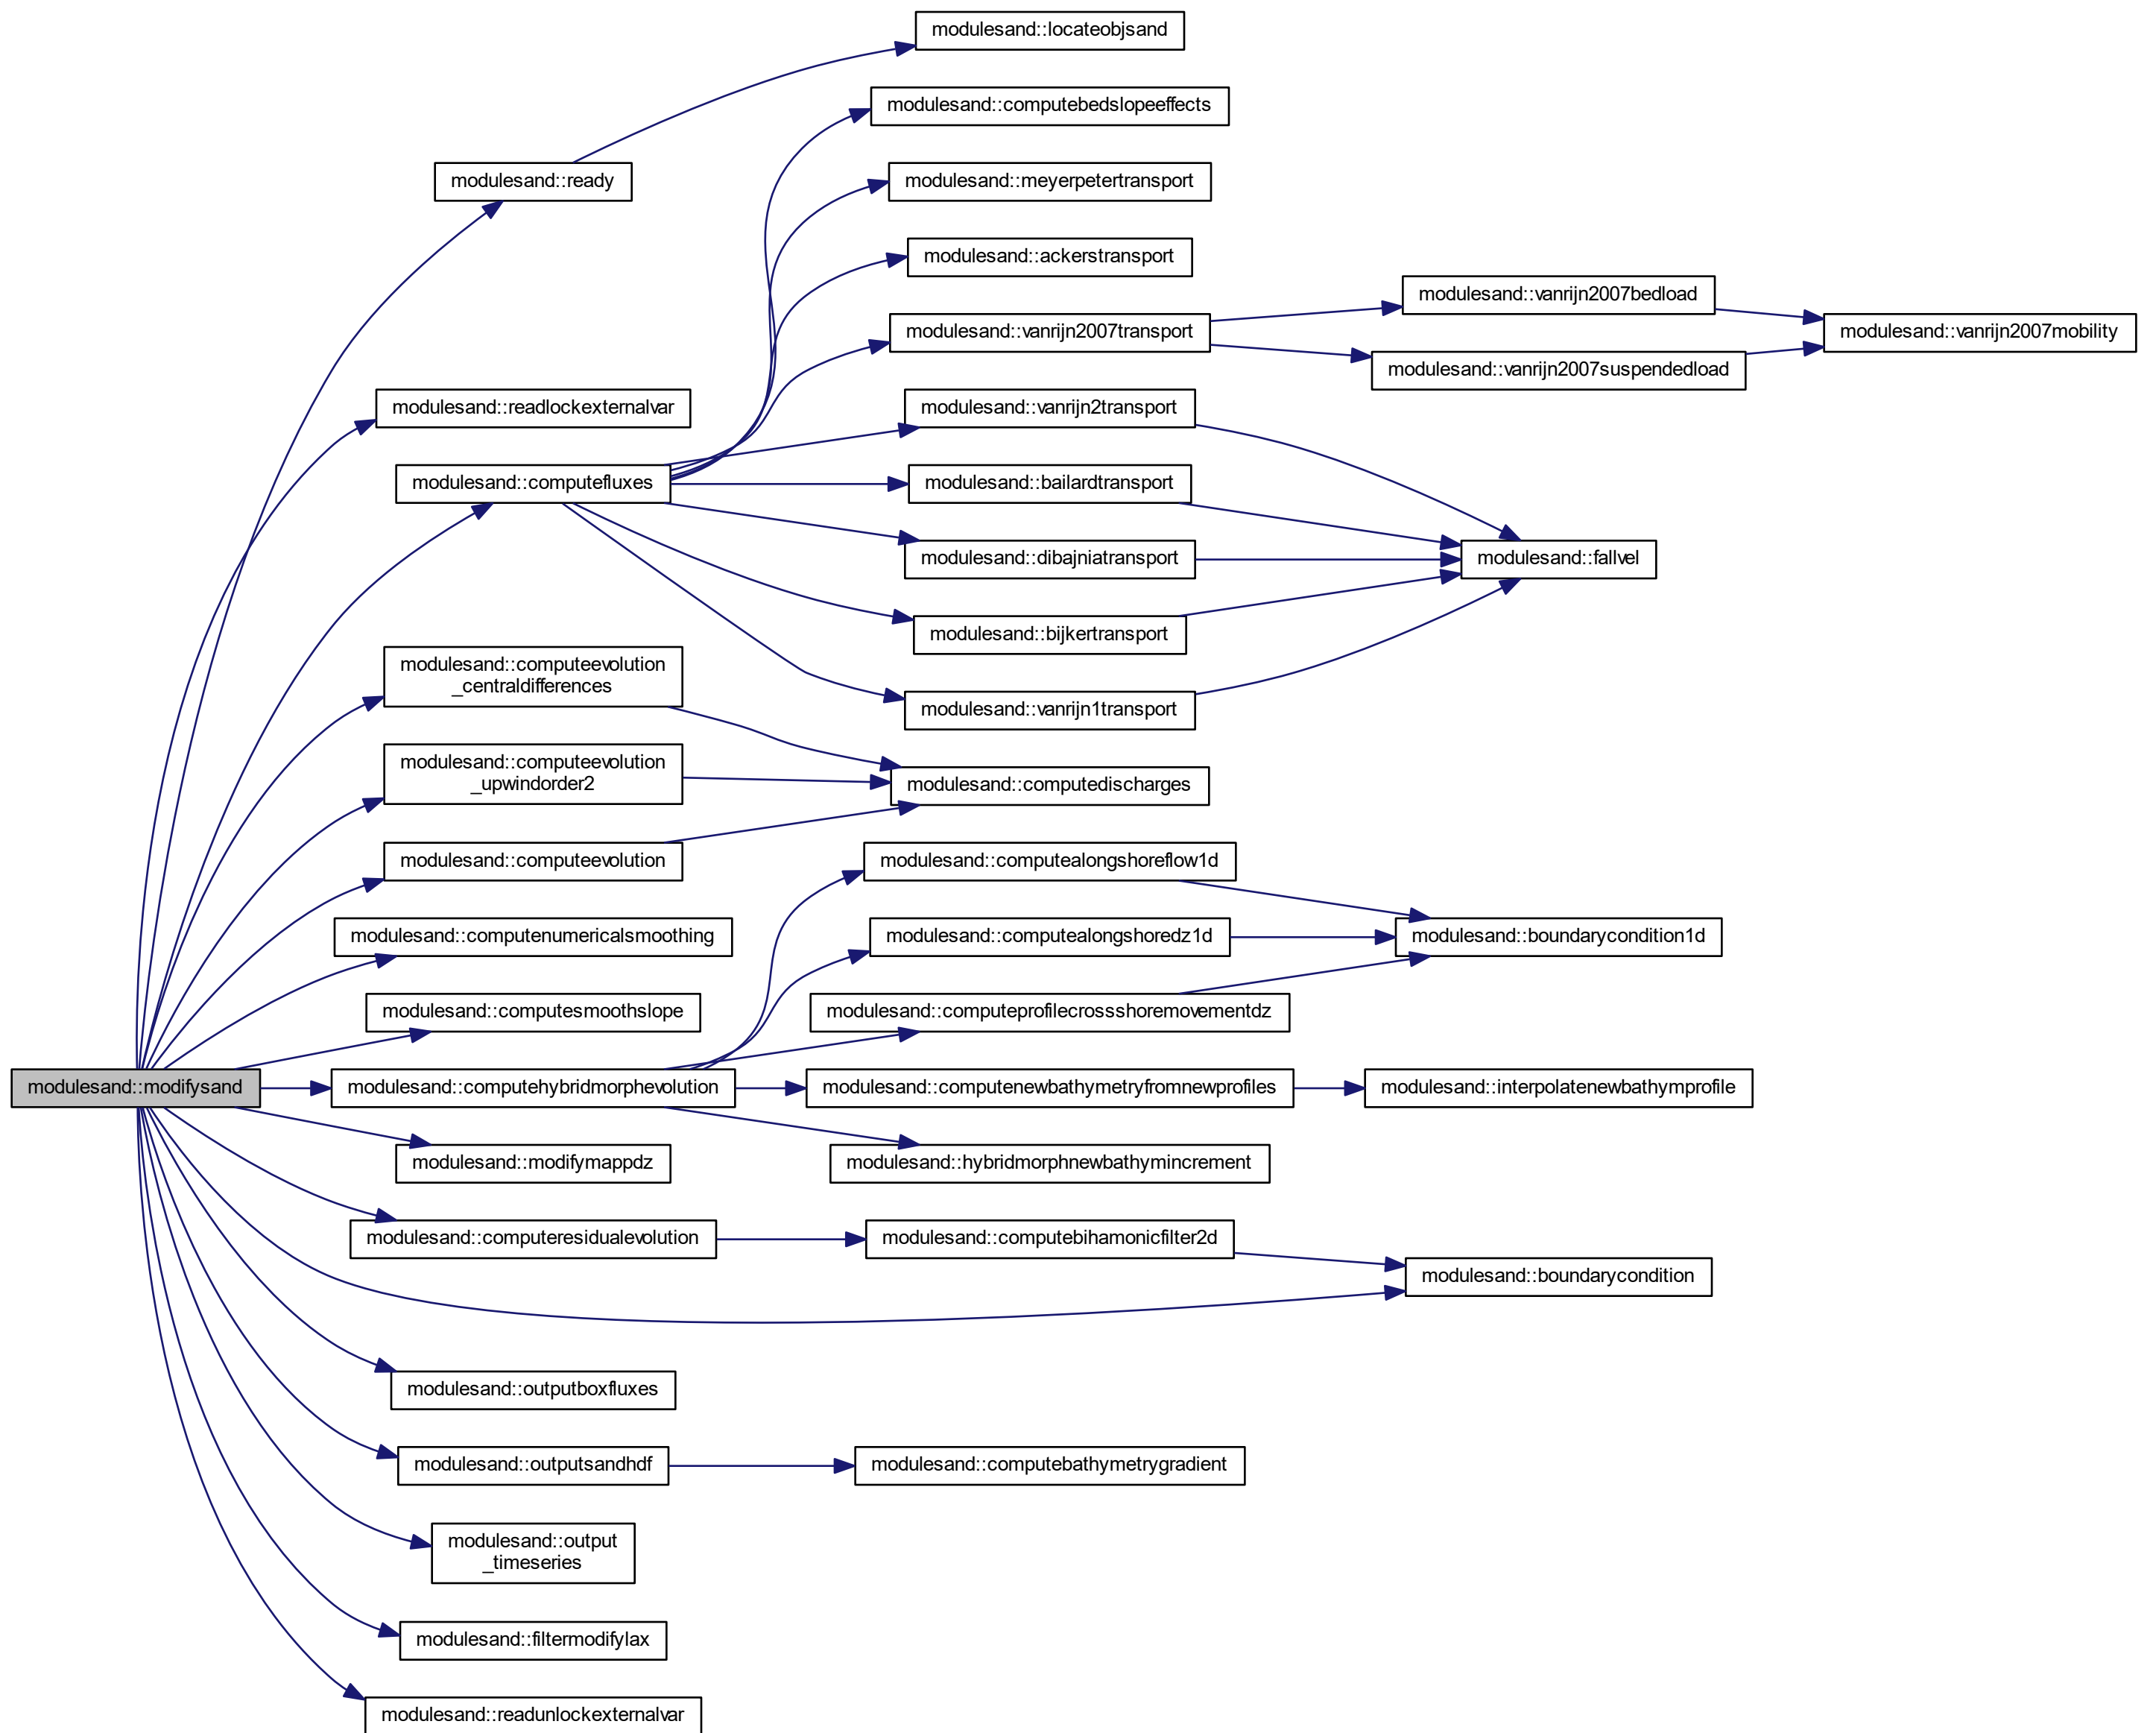 modulesand::locateobjsand
modulesand::computebedslopeeffects
modulesand::ready
modulesand::meyerpetertransport
modulesand::ackerstransport
modulesand::vanrijn2007bedload
modulesand::vanrijn2007transport
modulesand::vanrijn2007mobility
modulesand::vanrijn2007suspendedload
modulesand::readlockexternalvar
modulesand::vanrijn2transport
modulesand::computefluxes
modulesand::bailardtransport
modulesand::dibajniatransport
modulesand::fallvel
modulesand::bijkertransport
modulesand::computeevolution
_centraldifferences
modulesand::vanrijn1transport
modulesand::computeevolution
_upwindorder2
modulesand::computedischarges
modulesand::computeevolution
modulesand::computealongshoreflow1d
modulesand::computenumericalsmoothing
modulesand::computealongshoredz1d
modulesand::boundarycondition1d
modulesand::computesmoothslope
modulesand::computeprofilecrossshoremovementdz
modulesand::modifysand
modulesand::computehybridmorphevolution
modulesand::computenewbathymetryfromnewprofiles
modulesand::interpolatenewbathymprofile
modulesand::modifymappdz
modulesand::hybridmorphnewbathymincrement
modulesand::computeresidualevolution
modulesand::computebihamonicfilter2d
modulesand::boundarycondition
modulesand::outputboxfluxes
modulesand::outputsandhdf
modulesand::computebathymetrygradient
modulesand::output
_timeseries
modulesand::filtermodifylax
modulesand::readunlockexternalvar